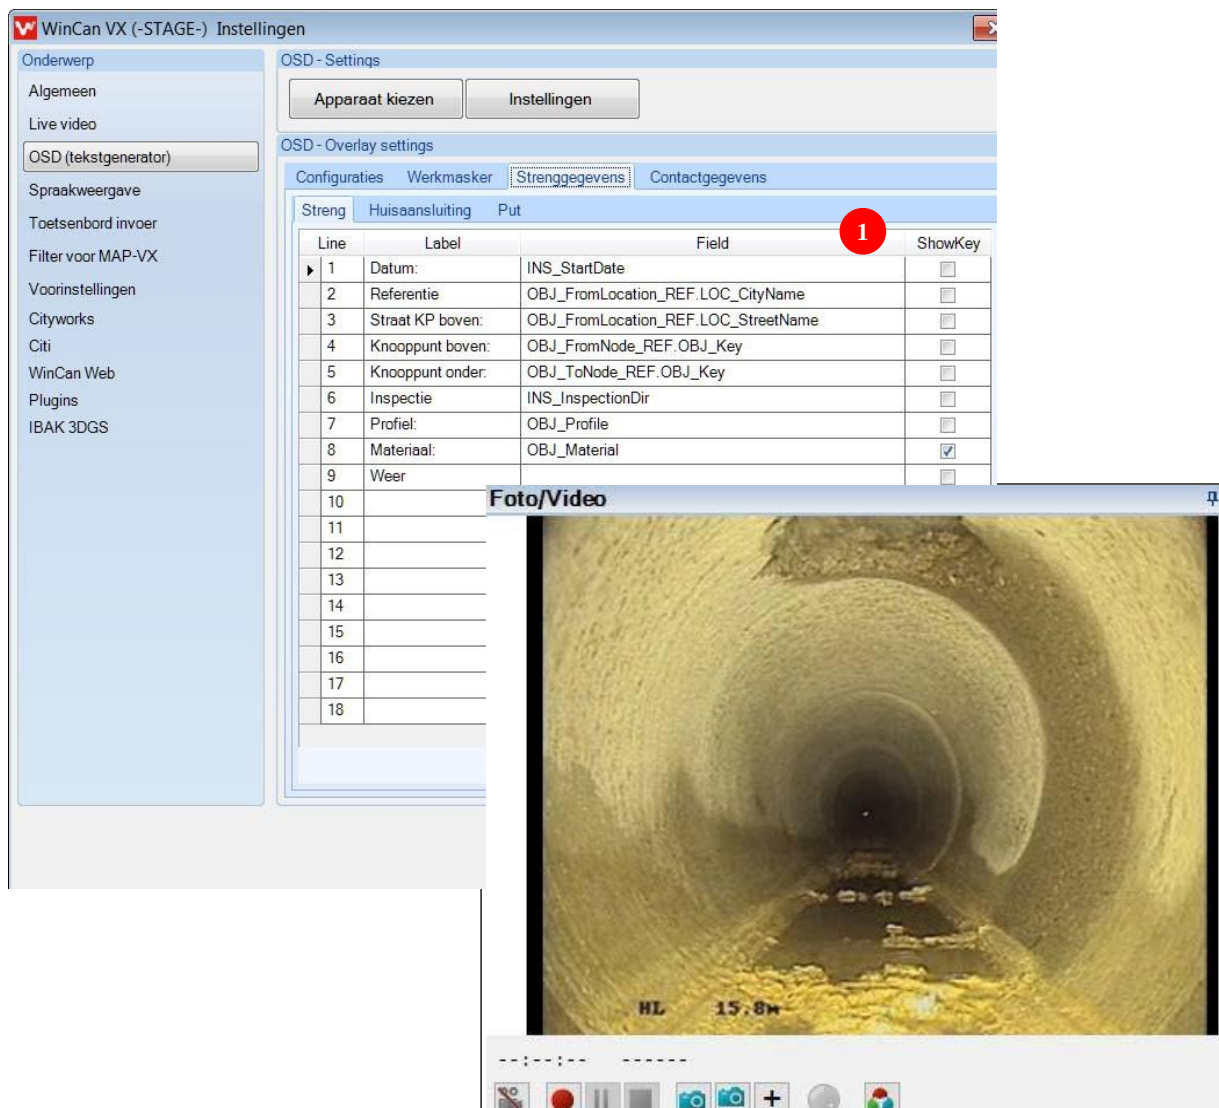 WinCan VX (-STAGE-) Instellingen
Onderwerp
Algemeen
Live video
OSD (tekstgenerator)
Spraakweergave
Toetsenbord invoer
Filter voor MAP-VX
Voorinstellingen
Cityworks
Citi
WinCan Web
Plugins
IBAK 3DGS
OSD - Settings
Apparaat kiezen Instellingen
OSD - Overlay settings
Configuraties Werkmasker Strenggegevens Contactgegevens
Streng Huisaansluiting Put
1
Line Label Field ShowKey
1 Datum: INS_StartDate
2 Referentie OBJ_FromLocation_REF.LOC_CityName
3 Straat KP boven: OBJ_FromLocation_REF.LOC_StreetName
4 Knooppunt boven: OBJ_FromNode_REF.OBJ_Key
5 Knooppunt onder: OBJ_ToNode_REF.OBJ_Key
6 Inspectie INS_InspectionDir
7 Profiel: OBJ_Profile
8 Materiaal: OBJ_Material
9 Weer
10
11
12
13
14
15
16
17
18
Foto/Video
HL 15.8m
--:--:-- ------